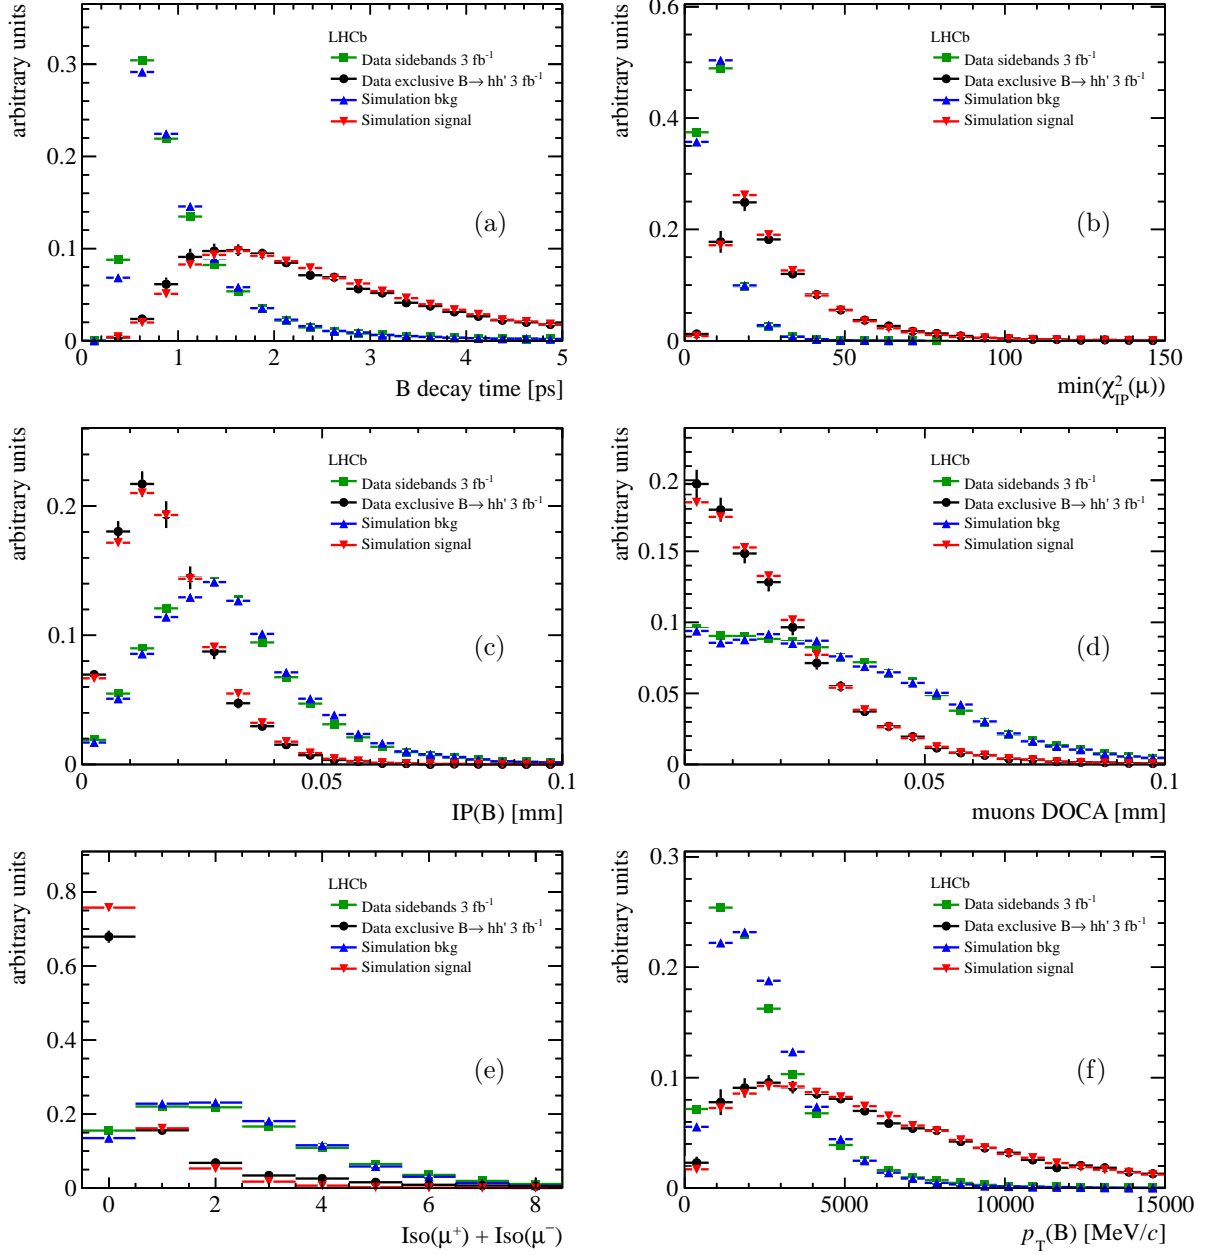 arbitrary units
0.3
0.2
0.1
0
LHCb
Data sidebands 3 fb⁻¹
Data exclusive B→ hh' 3 fb⁻¹
Simulation bkg
Simulation signal
(a)
0 1 2 3 4 5
B decay time [ps]
arbitrary units
0.6
0.5
0.4
0.3
0.2
0.1
0
LHCb
Data sidebands 3 fb⁻¹
Data exclusive B→ hh' 3 fb⁻¹
Simulation bkg
Simulation signal
(b)
0 50 100 150
min(χ²_IP(μ))
arbitrary units
0.2
0.1
0
LHCb
Data sidebands 3 fb⁻¹
Data exclusive B→ hh' 3 fb⁻¹
Simulation bkg
Simulation signal
(c)
0 0.05 0.1
IP(B) [mm]
arbitrary units
0.2
0.15
0.1
0.05
0
LHCb
Data sidebands 3 fb⁻¹
Data exclusive B→ hh' 3 fb⁻¹
Simulation bkg
Simulation signal
(d)
0 0.05 0.1
muons DOCA [mm]
arbitrary units
0.8
0.6
0.4
0.2
0
LHCb
Data sidebands 3 fb⁻¹
Data exclusive B→ hh' 3 fb⁻¹
Simulation bkg
Simulation signal
(e)
0 2 4 6 8
Iso(μ⁺) + Iso(μ⁻)
arbitrary units
0.3
0.2
0.1
0
LHCb
Data sidebands 3 fb⁻¹
Data exclusive B→ hh' 3 fb⁻¹
Simulation bkg
Simulation signal
(f)
0 5000 10000 15000
p_T(B) [MeV/c]